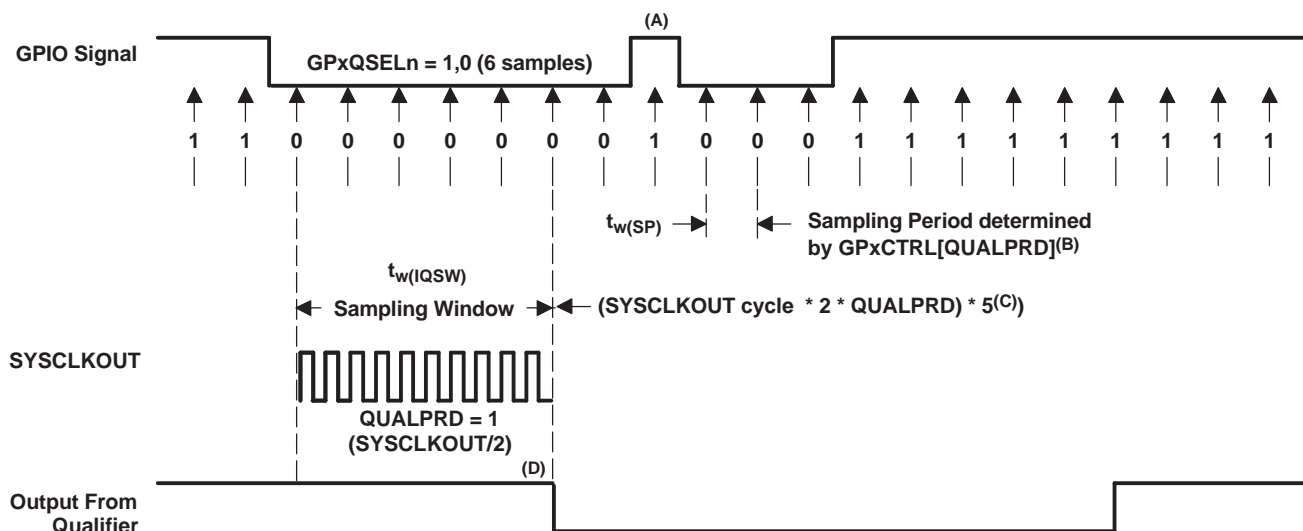 (A)
GPIO Signal
GPxQSELn = 1,0 (6 samples)
1 1 0 0 0 0 0 0 0 1 0 0 0 1 1 1 1 1 1 1 1 1
tw(SP)
Sampling Period determined
by GPxCTRL[QUALPRD](B)
tw(IQSW)
Sampling Window
(SYSCLKOUT cycle * 2 * QUALPRD) * 5(C))
SYSCLKOUT
QUALPRD = 1
(SYSCLKOUT/2)
(D)
Output From
Qualifier